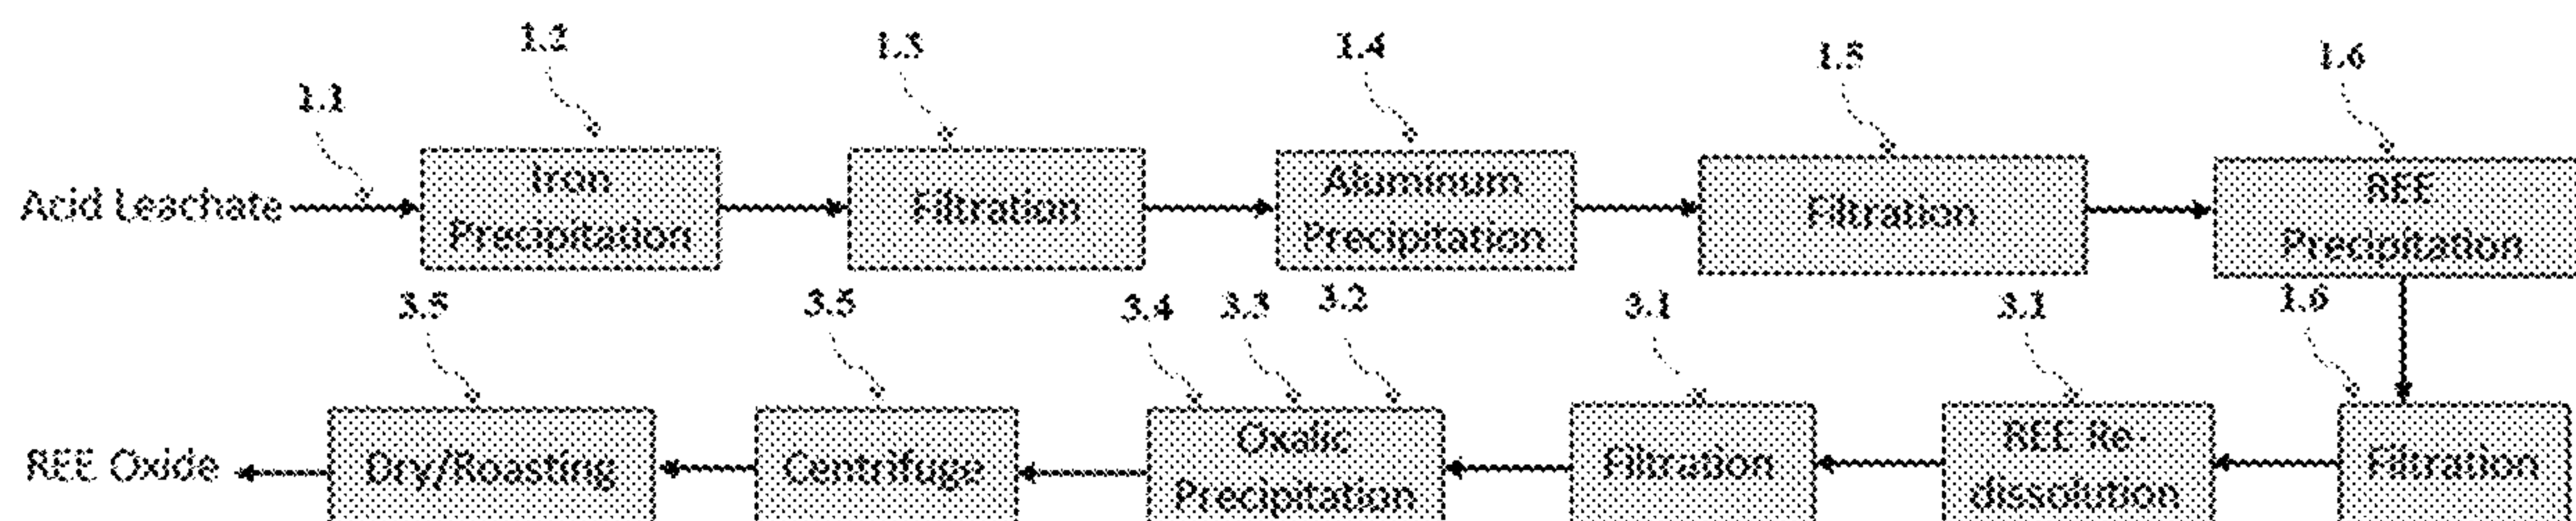 1.2 1.3 1.4 1.5 1.6
1.1
Acid Leachate
Iron
Precipitation
Filtration
Aluminum
Precipitation
Filtration
REE
Precipitation
3.5 3.5 3.4 3.3 3.2 3.1 3.1 1.6
REE Oxide
Dry/Roasting
Centrifuge
Oxalic
Precipitation
Filtration
REE Re-
dissolution
Filtration